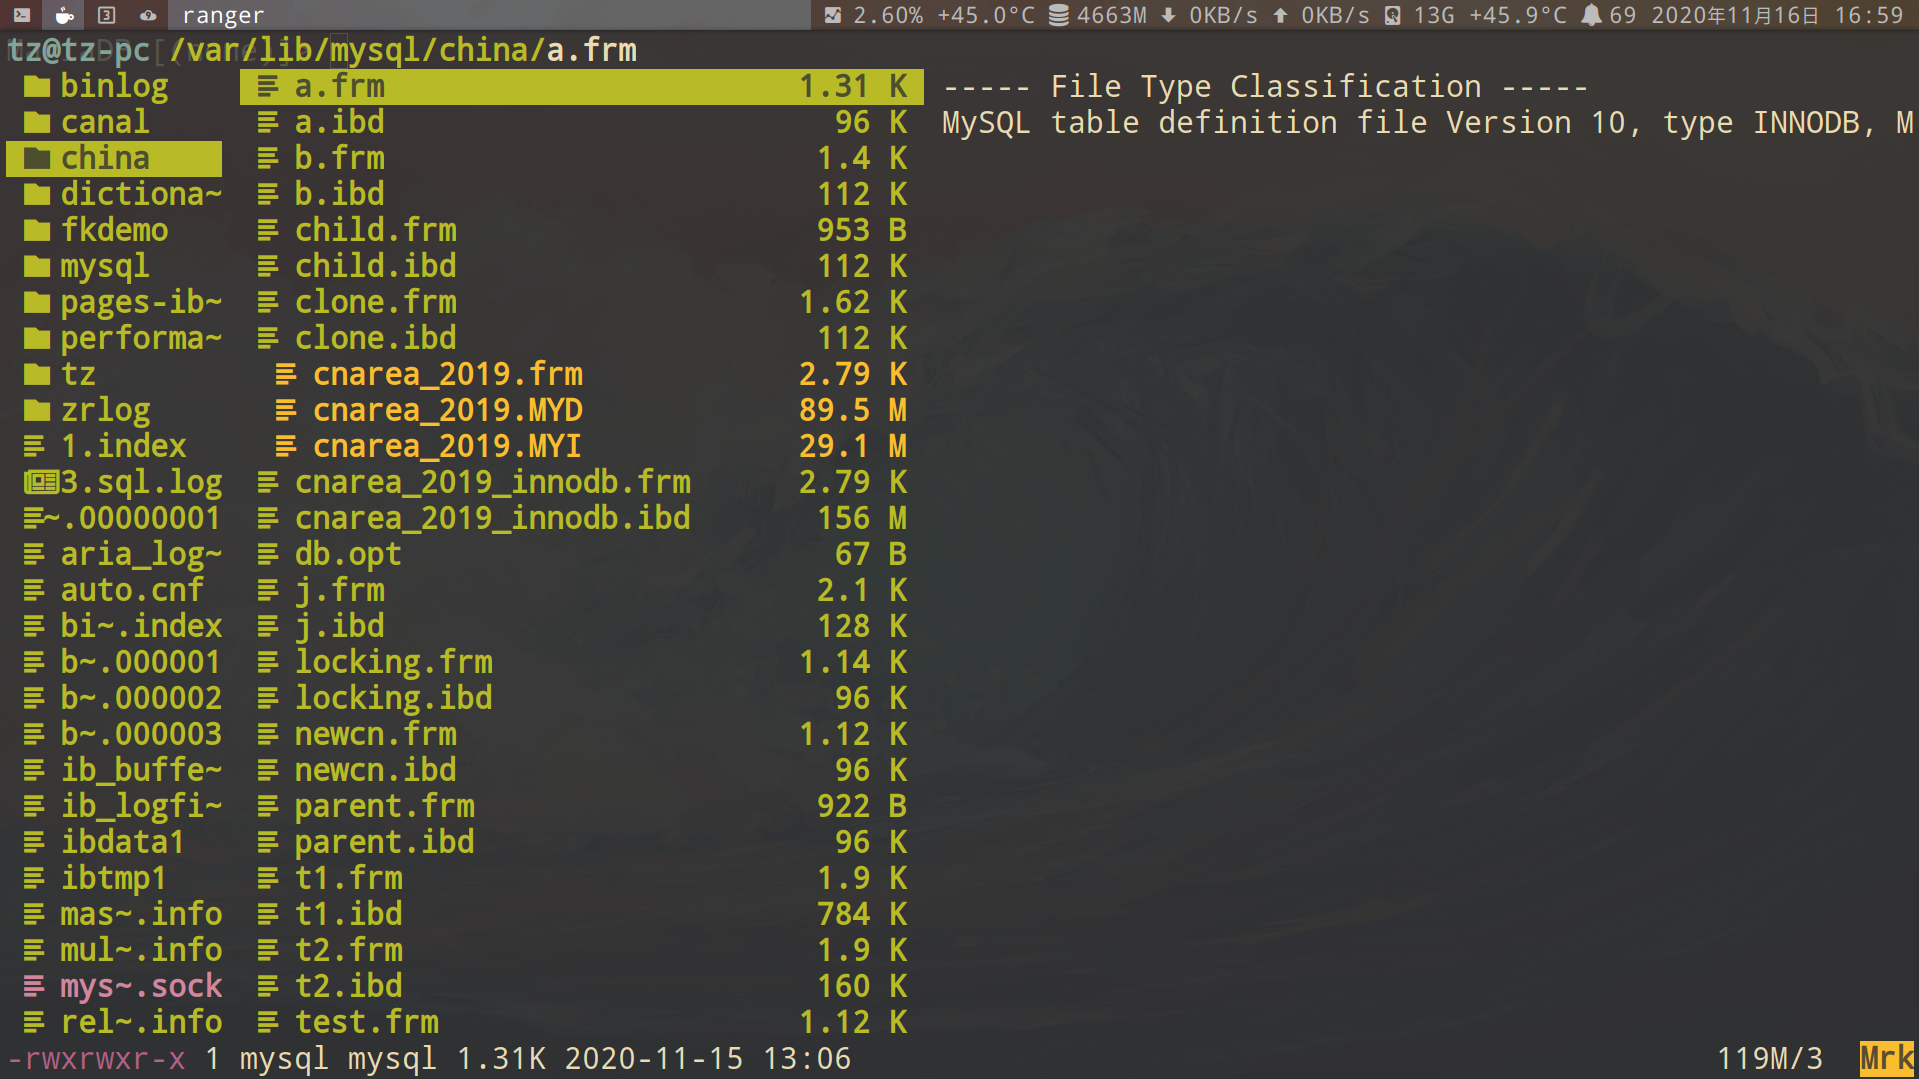 3 9 ranger 2.60% +45.0°C 4663M 0KB/s 0KB/s 13G +45.9°C 69 2020年11月16日 16:59
tz@tz-pc /var/lib/mysql/china/a.frm
binlog a.frm 1.31 K ----- File Type Classification -----
canal a.ibd 96 K MySQL table definition file Version 10, type INNODB, M
china b.frm 1.4 K
dictiona~ b.ibd 112 K
fkdemo child.frm 953 B
mysql child.ibd 112 K
pages-ib~ clone.frm 1.62 K
performa~ clone.ibd 112 K
tz cnarea_2019.frm 2.79 K
zrlog cnarea_2019.MYD 89.5 M
1.index cnarea_2019.MYI 29.1 M
3.sql.log cnarea_2019_innodb.frm 2.79 K
~.00000001 cnarea_2019_innodb.ibd 156 M
aria_log~ db.opt 67 B
auto.cnf j.frm 2.1 K
bi~.index j.ibd 128 K
b~.000001 locking.frm 1.14 K
b~.000002 locking.ibd 96 K
b~.000003 newcn.frm 1.12 K
ib_buffe~ newcn.ibd 96 K
ib_logfi~ parent.frm 922 B
ibdata1 parent.ibd 96 K
ibtmp1 t1.frm 1.9 K
mas~.info t1.ibd 784 K
mul~.info t2.frm 1.9 K
mys~.sock t2.ibd 160 K
rel~.info test.frm 1.12 K
-rwxrwxr-x 1 mysql mysql 1.31K 2020-11-15 13:06 119M/3 Mrk